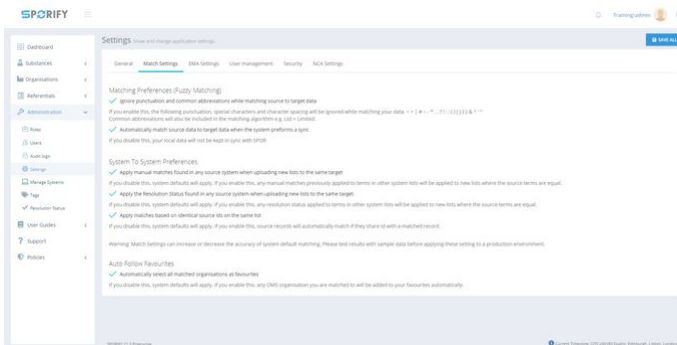 SPORIFY
Trainingadmin
Settings Show and change application settings
SAVE ALL
Dashboard
Substances
Organisations
Referentials
Administration
Roles
Users
Audit logs
Settings
Manage Systems
Tags
Resolution Status
User Guides
Support
Policies
General Match Settings EMA Settings User management Security NCA Settings
Matching Preferences (Fuzzy Matching)
Ignore punctuation and common abbreviations while matching source to target data
If you enable this, the following punctuation, special characters and character spacing will be ignored while matching your data.
Common abbreviations will also be included in the matching algorithm e.g. Ltd = Limited.
Automatically match source data to target data when the system preforms a sync
If you disable this, your local data will not be kept in sync with SPOR
System To System Preferences
Apply manual matches found in any source system when uploading new lists to the same target
If you disable this, system defaults will apply. If you enable this, any manual matches previously applied to terms in other system lists will be applied to new lists where the source terms are equal.
Apply the Resolution Status found in any source system when uploading new lists to the same target.
If you disable this, system defaults will apply. If you enable this, any resolution status applied to terms in other system lists will be applied to new lists where the source terms are equal.
Apply matches based on identical source ids on the same list
If you disable this, system defaults will apply. If you enable this, source records will automatically match if they share id with a matched record.
Warning: Match Settings can increase or decrease the accuracy of system default matching. Please test results with sample data before applying these setting to a production environment.
Auto Follow Favourites
Automatically select all matched organisations as favourites
If you disable this, system defaults will apply. If you enable this, any OMS organisation you are matched to will be added to your favourites automatically.